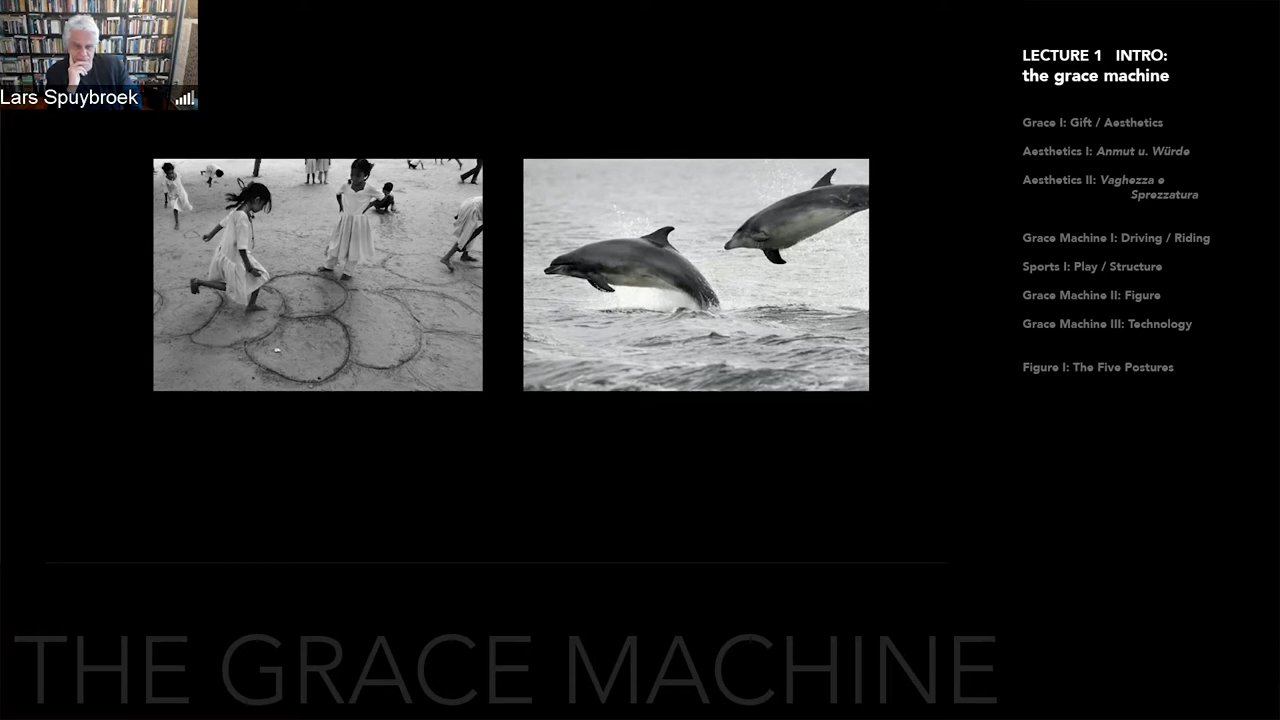 Lars Spuybroek
LECTURE 1 INTRO:
the grace machine
Grace I: Gift / Aesthetics
Aesthetics I: Anmut u. Würde
Aesthetics II: Vaghezza e
Sprezzatura
Grace Machine I: Driving / Riding
Sports I: Play / Structure
Grace Machine II: Figure
Grace Machine III: Technology
Figure I: The Five Postures
THE GRACE MACHINE